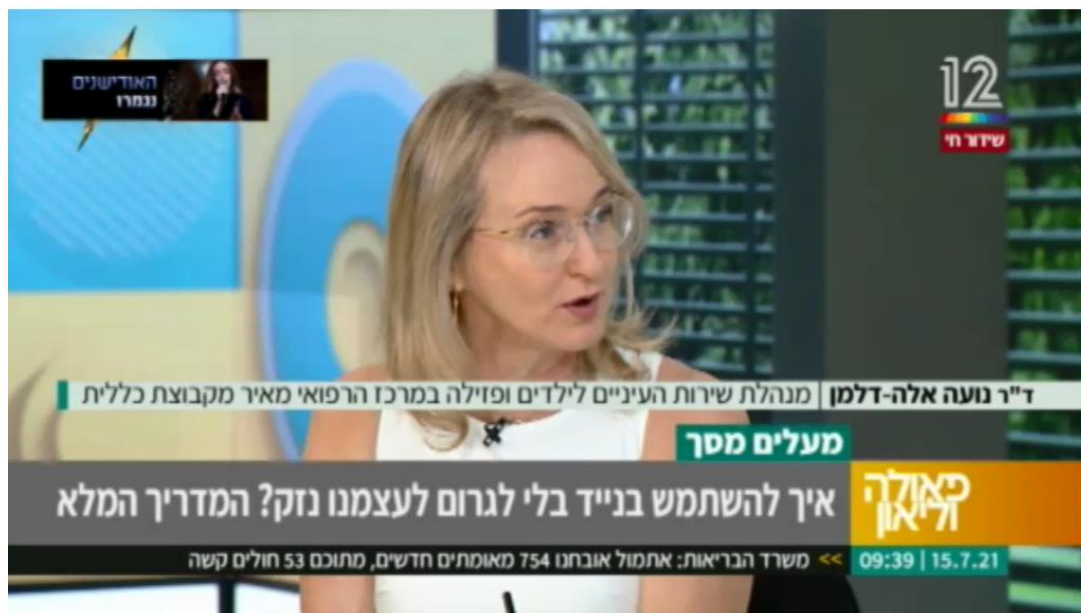 האודישנים
נגמרו
12
שידור חי
ד"ר נועה אלה-דלמן | מנהלת שירות העיניים לילדים ופזילה במרכז הרפואי מאיר מקבוצת כללית
מעלים מסך
פאולה
וליאון
איך להשתמש בנייד בלי לגרום לעצמנו נזק? המדריך המלא
09:39 | 15.7.21
>> משרד הבריאות: אתמול אובחנו 754 מאומתים חדשים, מתוכם 53 חולים קשה